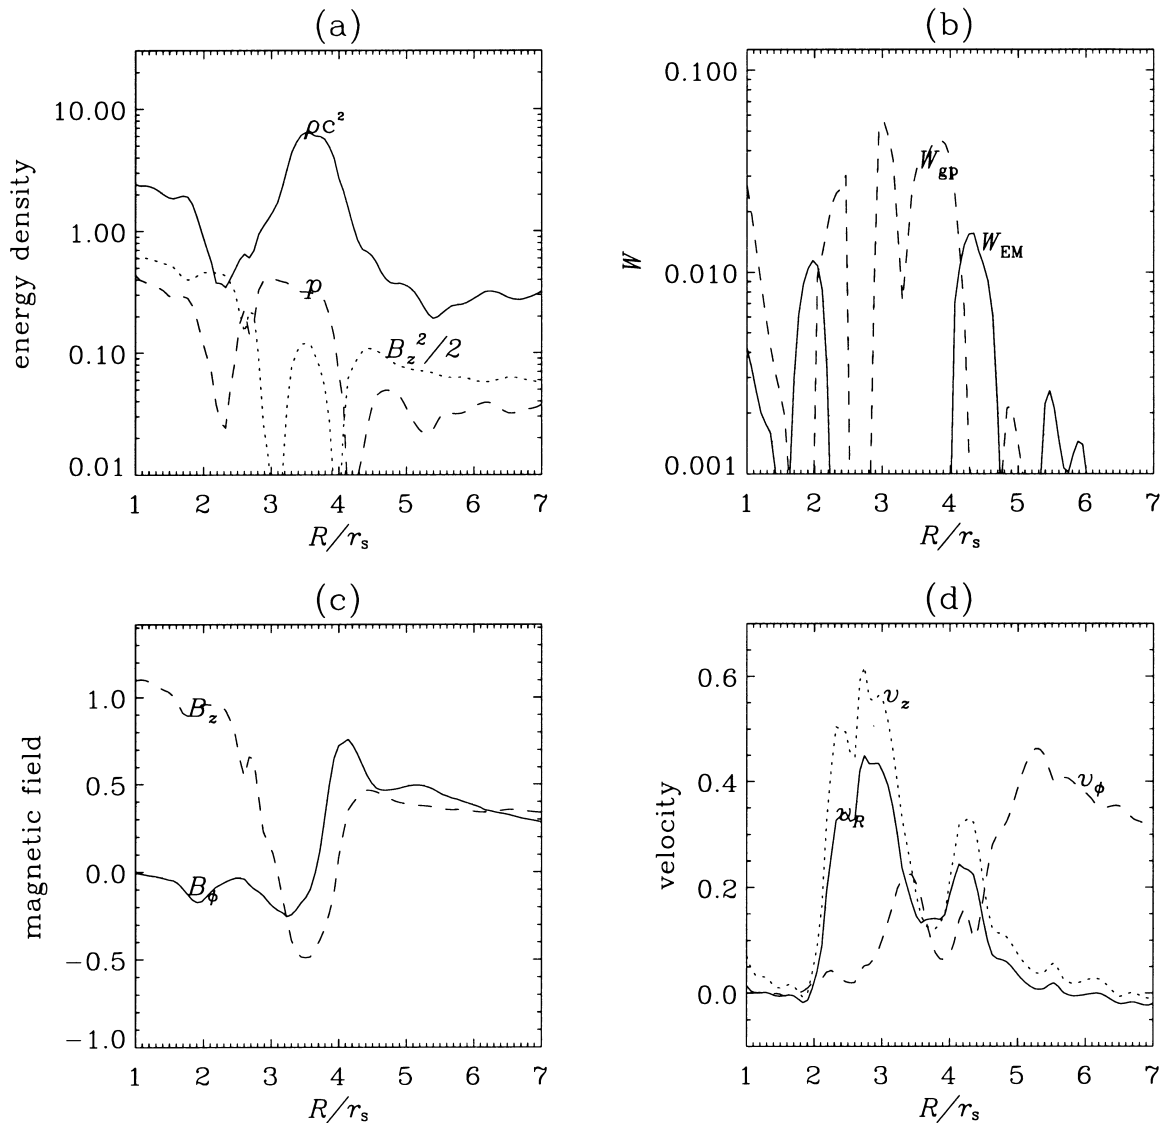 (a)
energy density
10.00
1.00
0.10
0.01
ρc²
p
B_z²/2
1 2 3 4 5 6 7
R/r_s
(b)
W
0.100
0.010
0.001
W_gp
W_EM
1 2 3 4 5 6 7
R/r_s
(c)
magnetic field
1.0
0.5
0.0
−0.5
−1.0
B_z
B_ϕ
1 2 3 4 5 6 7
R/r_s
(d)
velocity
0.6
0.4
0.2
0.0
υ_z
υ_R
υ_ϕ
1 2 3 4 5 6 7
R/r_s